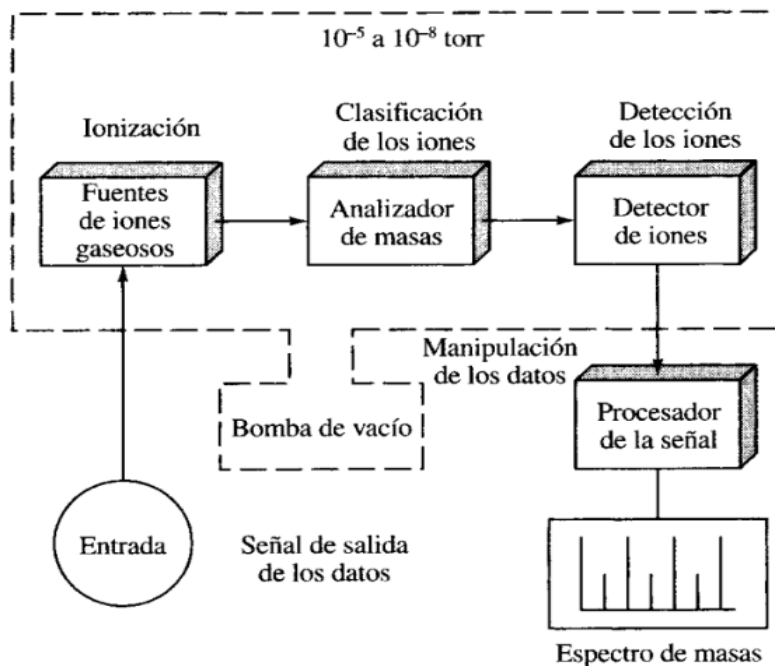 10⁻⁵ a 10⁻⁸ torr
Ionización
Clasificación
de los iones
Detección
de los iones
Fuentes
de iones
gaseosos
Analizador
de masas
Detector
de iones
Manipulación
de los datos
Bomba de vacío
Procesador
de la señal
Entrada
Señal de salida
de los datos
Espectro de masas